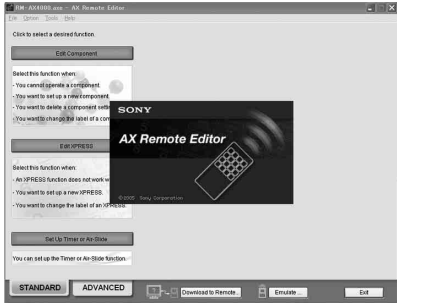 RM-AX4000.axe - AX Remote Editor
File Option Tools Help
Click to select a desired function.
Edit Component
Select this function when:
- You cannot operate a component.
- You want to set up a new component.
- You want to delete a component setti
- You want to change the label of a com
SONY
AX Remote Editor
Sony Corporation
Edit XPRESS
Select this function when:
- An XPRESS function does not work w
- You want to set up a new XPRESS.
- You want to change the label of an XPRESS.
Set Up Timer or Air-Slide
You can set up the Timer or Air-Slide function.
STANDARD ADVANCED Download to Remote... Emulate ... Exit